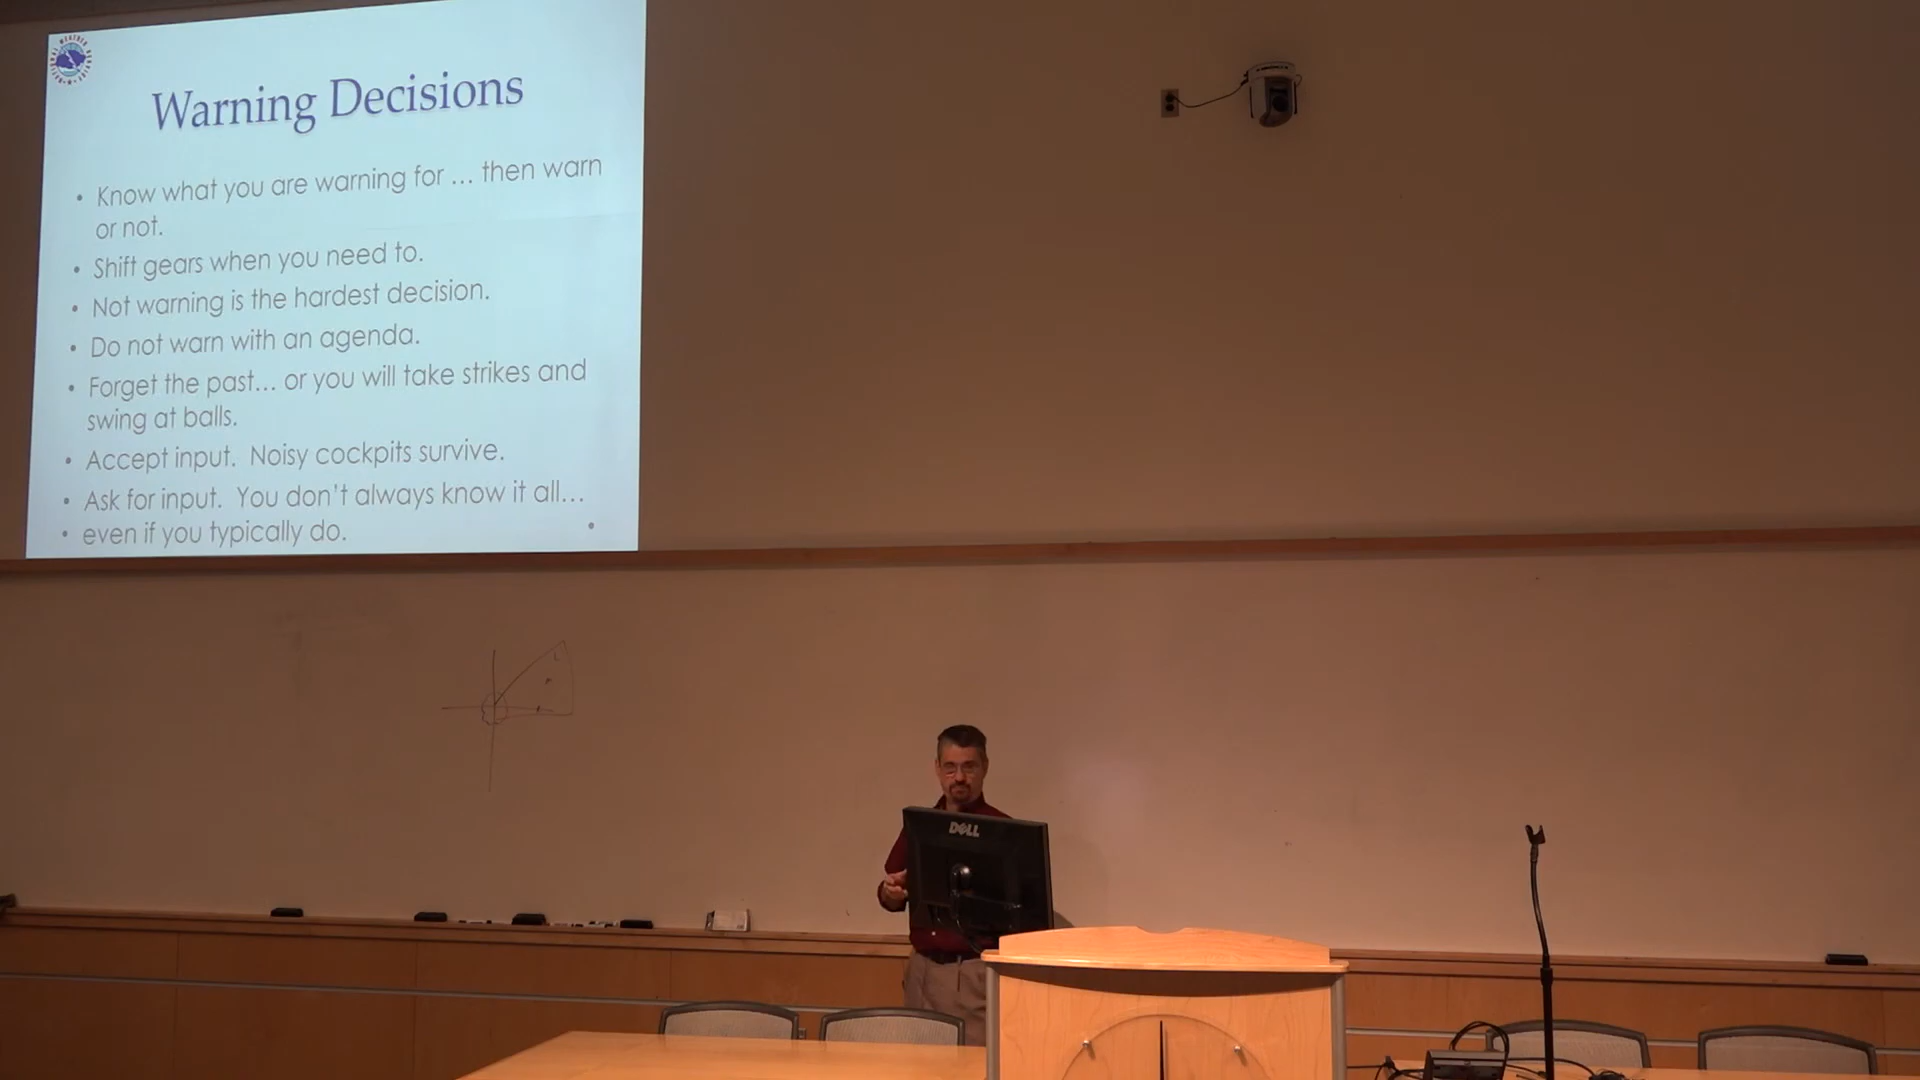 NATIONAL WEATHER SERVICE
Warning Decisions
• Know what you are warning for ... then warn
or not.
• Shift gears when you need to.
• Not warning is the hardest decision.
• Do not warn with an agenda.
• Forget the past... or you will take strikes and
swing at balls.
• Accept input.  Noisy cockpits survive.
• Ask for input.  You don't always know it all...
• even if you typically do.
•
DELL